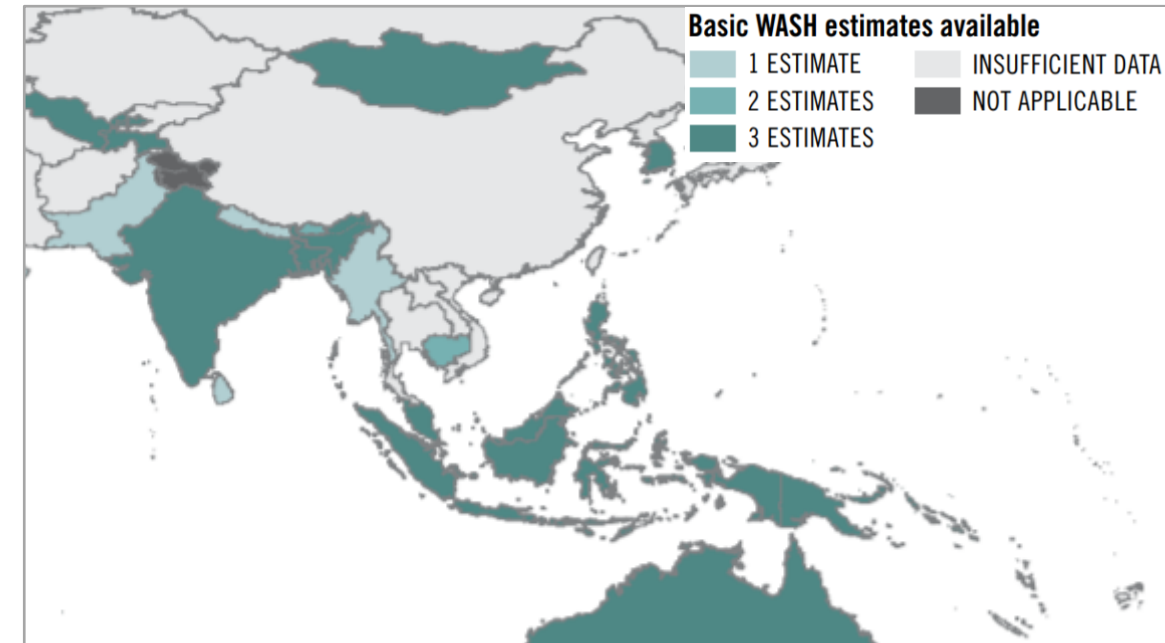 Basic WASH estimates available
1 ESTIMATE
2 ESTIMATES
3 ESTIMATES
INSUFFICIENT DATA
NOT APPLICABLE